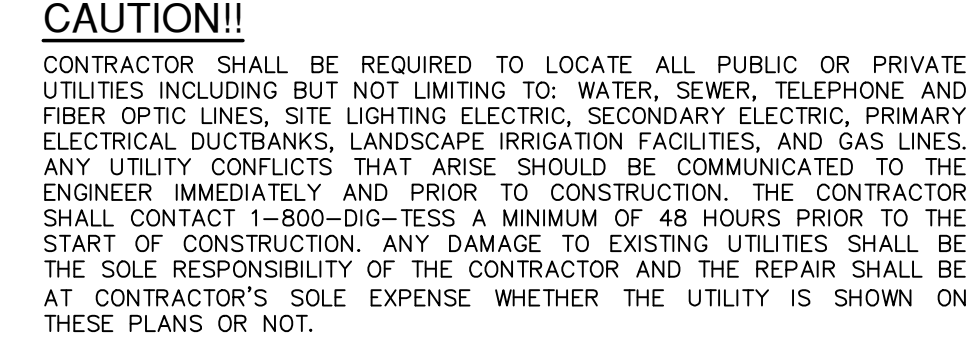 CAUTION!!
CONTRACTOR SHALL BE REQUIRED TO LOCATE ALL PUBLIC OR PRIVATE
UTILITIES INCLUDING BUT NOT LIMITING TO: WATER, SEWER, TELEPHONE AND
FIBER OPTIC LINES, SITE LIGHTING ELECTRIC, SECONDARY ELECTRIC, PRIMARY
ELECTRICAL DUCTBANKS, LANDSCAPE IRRIGATION FACILITIES, AND GAS LINES.
ANY UTILITY CONFLICTS THAT ARISE SHOULD BE COMMUNICATED TO THE
ENGINEER IMMEDIATELY AND PRIOR TO CONSTRUCTION. THE CONTRACTOR
SHALL CONTACT 1-800-DIG-TESS A MINIMUM OF 48 HOURS PRIOR TO THE
START OF CONSTRUCTION. ANY DAMAGE TO EXISTING UTILITIES SHALL BE
THE SOLE RESPONSIBILITY OF THE CONTRACTOR AND THE REPAIR SHALL BE
AT CONTRACTOR'S SOLE EXPENSE WHETHER THE UTILITY IS SHOWN ON
THESE PLANS OR NOT.